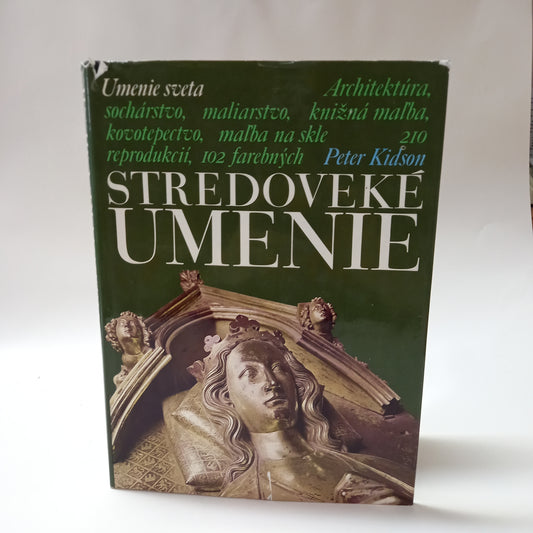 Umenie sveta Architektúra,
sochárstvo, maliarstvo, knižná maľba,
kovotepectvo, maľba na skle 210
reprodukcií, 102 farebných Peter Kidson
STREDOVEKÉ
UMENIE